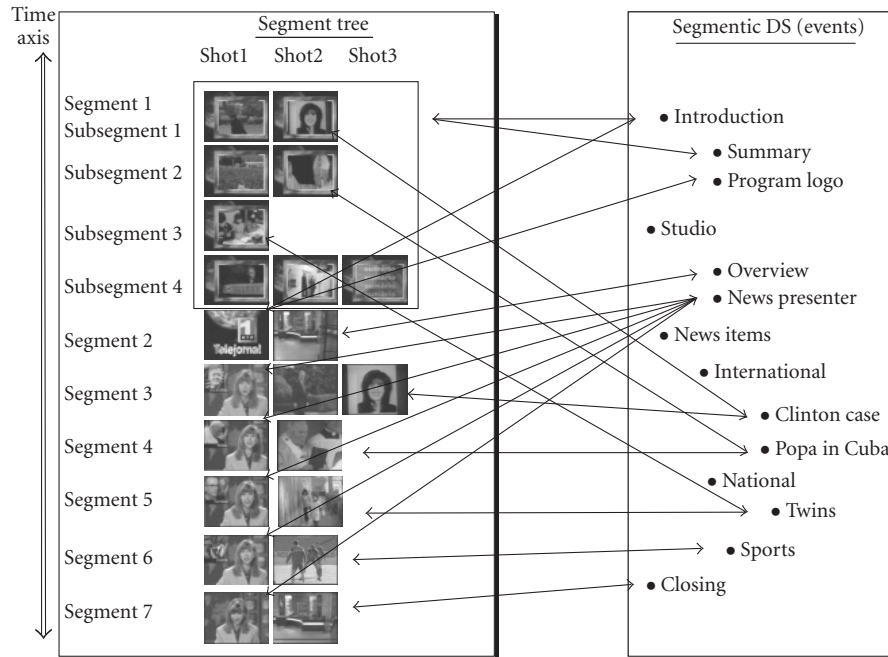 Time
axis
Segment tree
Shot1 Shot2 Shot3
Segment 1
Subsegment 1
Subsegment 2
Subsegment 3
Subsegment 4
Segment 2
Segment 3
Segment 4
Segment 5
Segment 6
Segment 7
1
Telejornal
Segmentic DS (events)
• Introduction
• Summary
• Program logo
• Studio
• Overview
• News presenter
• News items
• International
• Clinton case
• Popa in Cuba
• National
• Twins
• Sports
• Closing